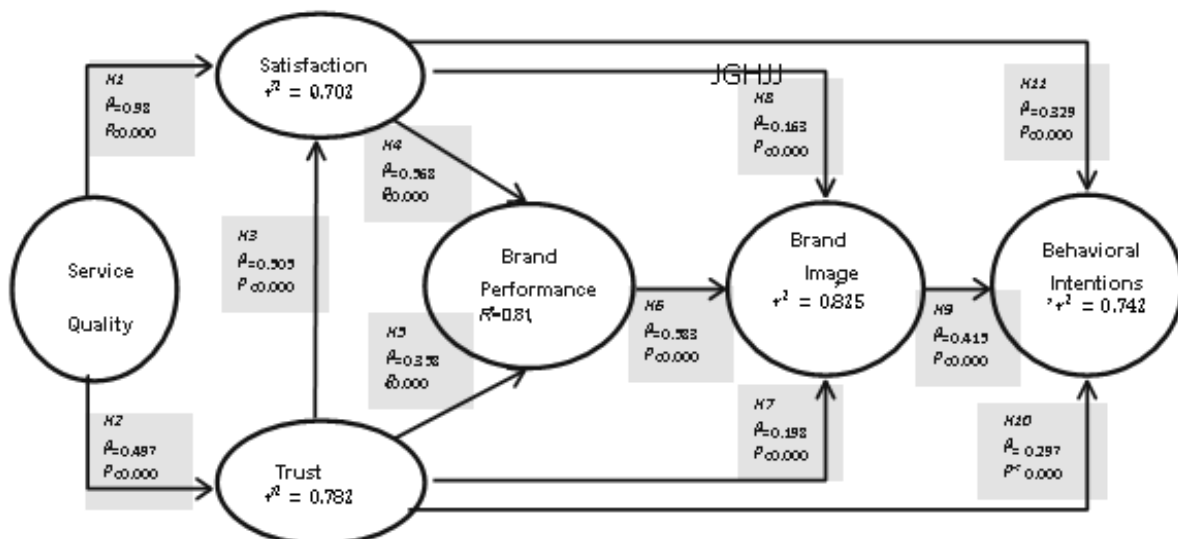 Satisfaction
r² = 0.702
JGHJJ
H1
β=0.98
P<0.000
H4
β=0.568
P<0.000
H8
β=0.163
P<0.000
H11
β=0.329
P<0.000
Service
Quality
H3
β=0.505
P<0.000
Brand
Performance
R²=0.81,
Brand
Image
r² = 0.825
Behavioral
Intentions
r² = 0.742
H5
β=0.358
P<0.000
H6
β=0.583
P<0.000
H9
β=0.415
P<0.000
H2
β=0.497
P<0.000
Trust
r² = 0.782
H7
β=0.198
P<0.000
H10
β= 0.297
P< 0.000